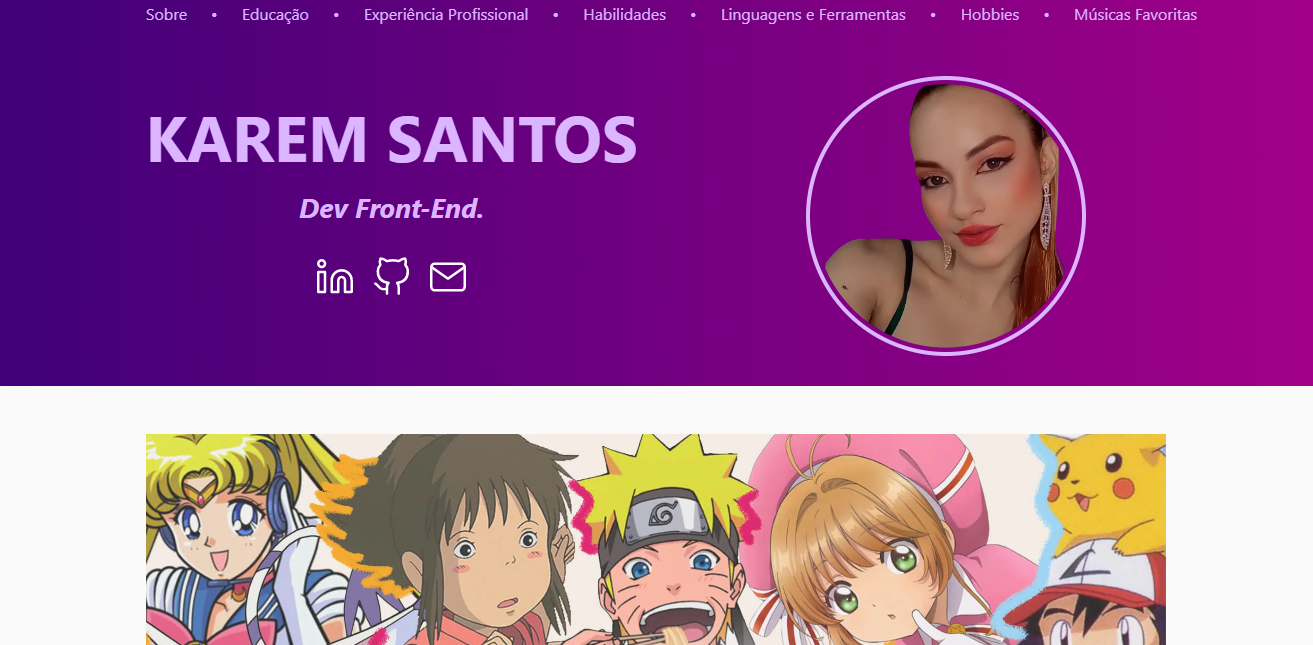 Sobre • Educação • Experiência Profissional • Habilidades • Linguagens e Ferramentas • Hobbies • Músicas Favoritas
KAREM SANTOS
Dev Front-End.